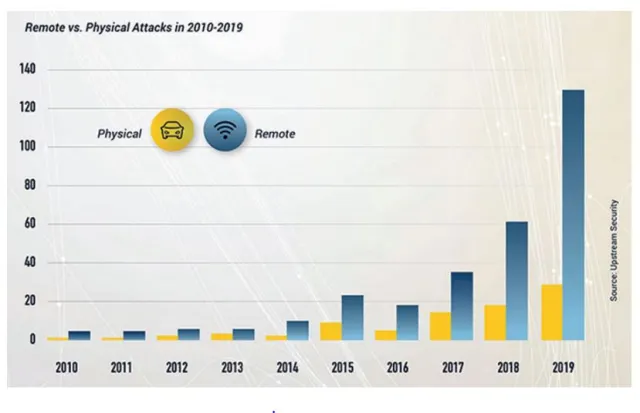 Remote vs. Physical Attacks in 2010-2019
140
120
100
80
60
40
20
0
Physical
Remote
2010 2011 2012 2013 2014 2015 2016 2017 2018 2019
Source: Upstream Security